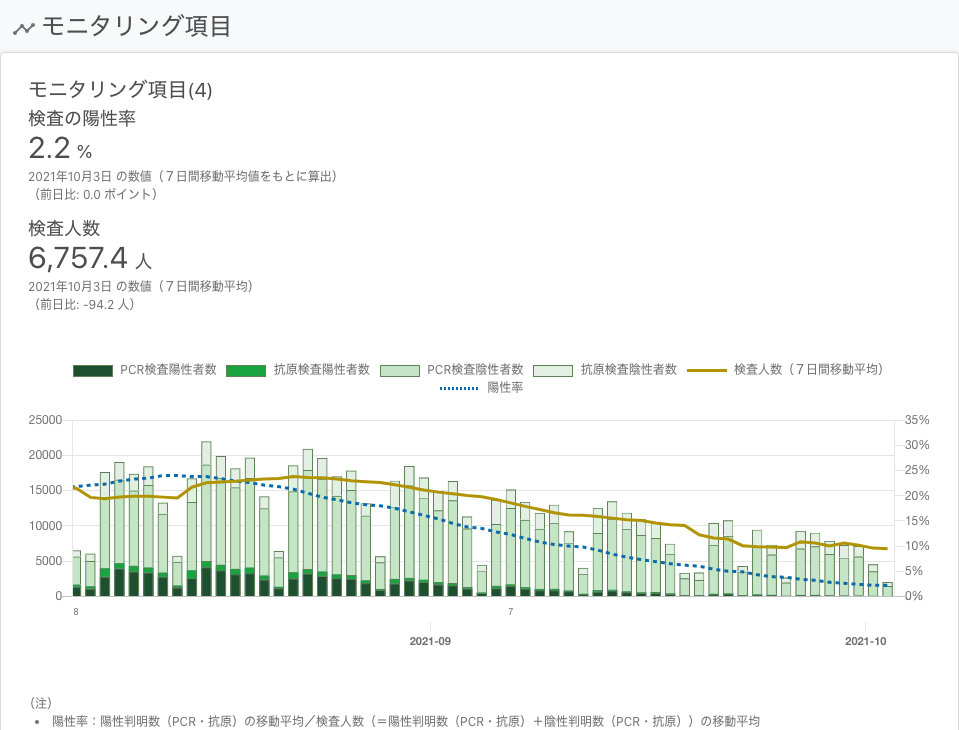 モニタリング項目
モニタリング項目(4)
検査の陽性率
2.2 %
2021年10月3日 の数値（７日間移動平均値をもとに算出）
（前日比: 0.0 ポイント）
検査人数
6,757.4 人
2021年10月3日 の数値（７日間移動平均）
（前日比: -94.2 人）
PCR検査陽性者数 抗原検査陽性者数 PCR検査陰性者数 抗原検査陰性者数 検査人数（７日間移動平均）
陽性率
25000 35%
30%
20000
25%
15000 20%
15%
10000
10%
5000 5%
0 0%
8 7
2021-09 2021-10
（注）
• 陽性率：陽性判明数（PCR・抗原）の移動平均／検査人数（＝陽性判明数（PCR・抗原）＋陰性判明数（PCR・抗原））の移動平均